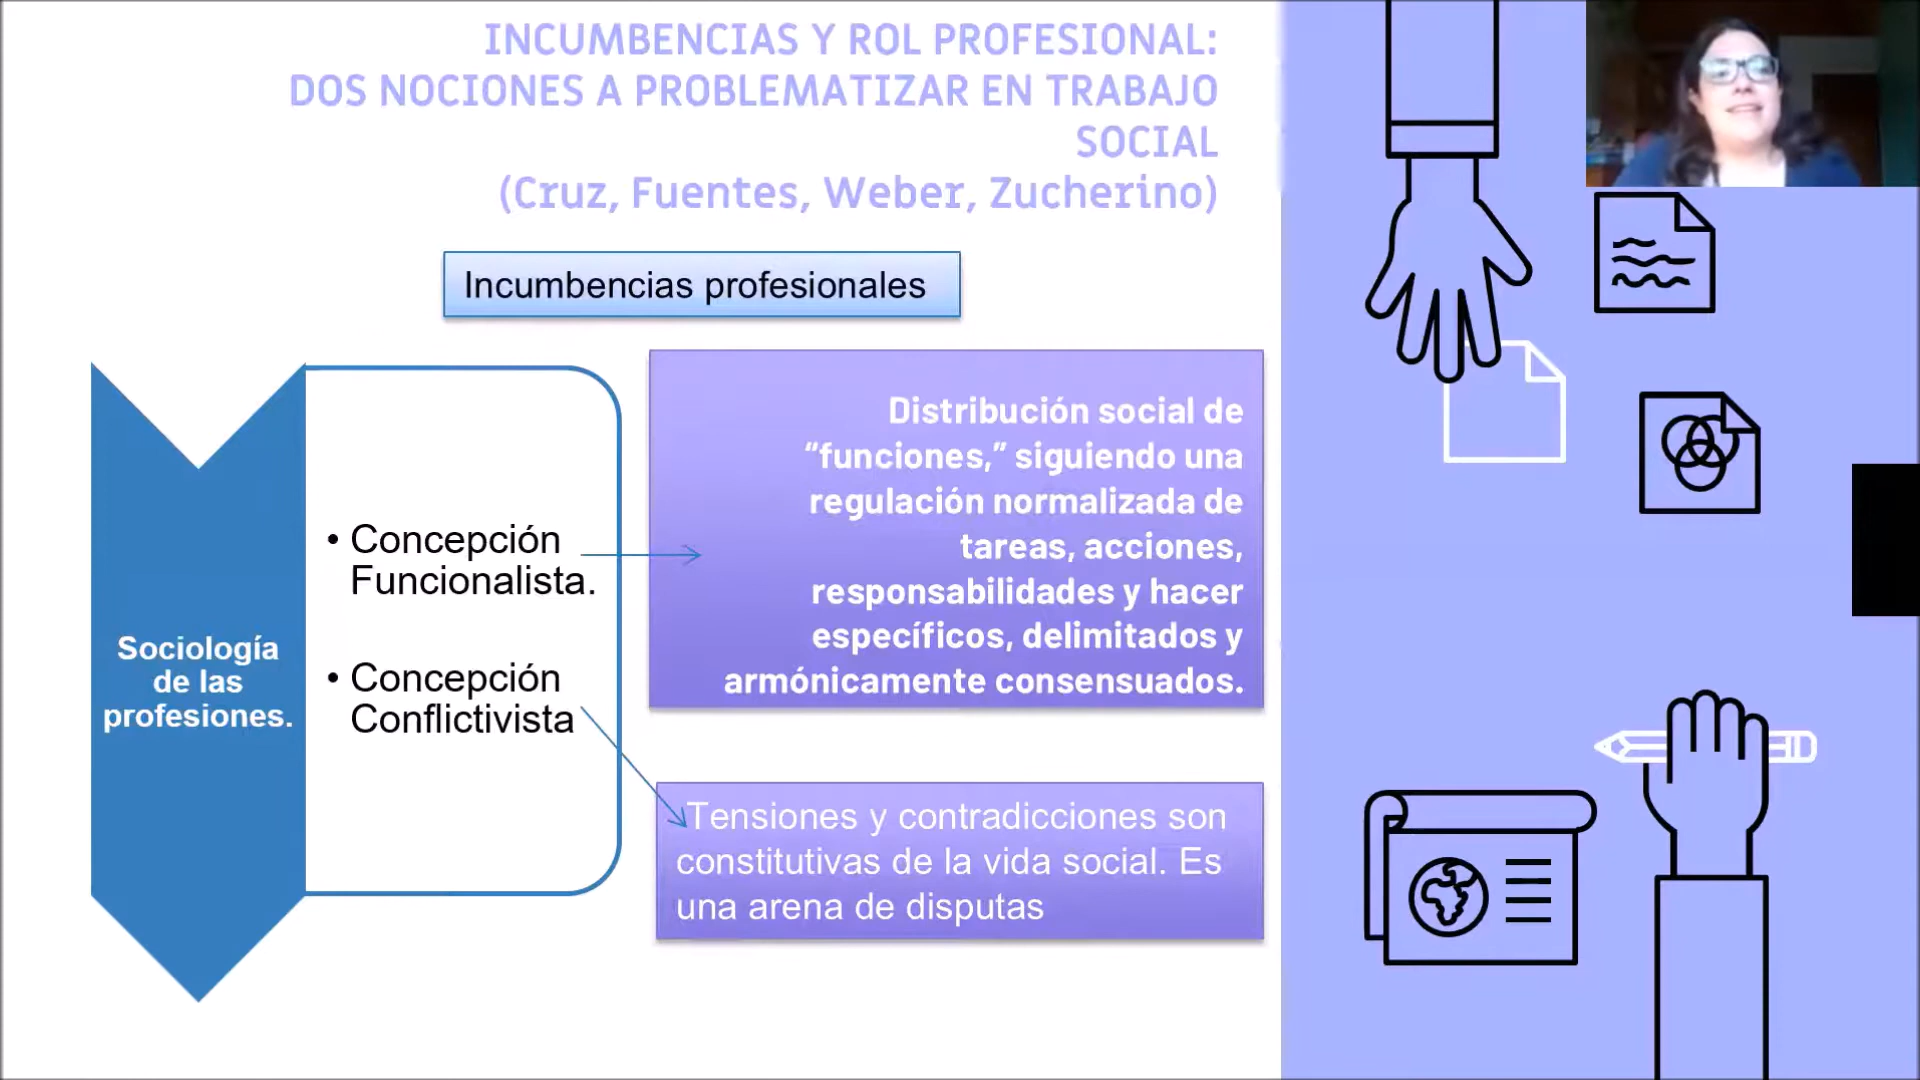 INCUMBENCIAS Y ROL PROFESIONAL:
DOS NOCIONES A PROBLEMATIZAR EN TRABAJO
SOCIAL
(Cruz, Fuentes, Weber, Zucherino)
Incumbencias profesionales
Sociología
de las
profesiones.
• Concepción
Funcionalista.
• Concepción
Conflictivista
Distribución social de
“funciones,” siguiendo una
regulación normalizada de
tareas, acciones,
responsabilidades y hacer
específicos, delimitados y
armónicamente consensuados.
Tensiones y contradicciones son
constitutivas de la vida social. Es
una arena de disputas